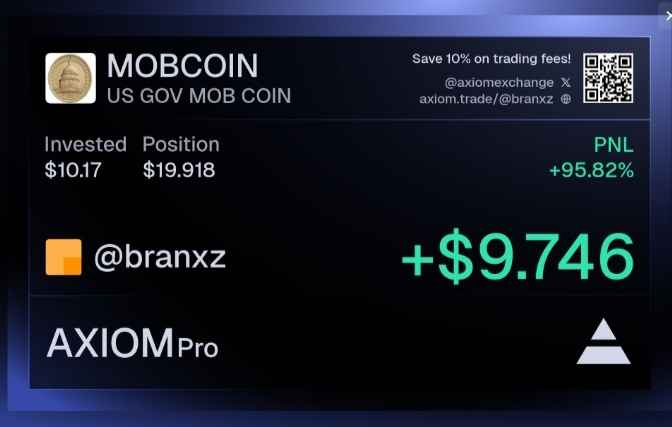 MOBCOIN
US GOV MOB COIN
Save 10% on trading fees!
@axiomexchange X
axiom.trade/@branxz
Invested Position
$10.17 $19.918
PNL
+95.82%
@branxz
+$9.746
AXIOM Pro